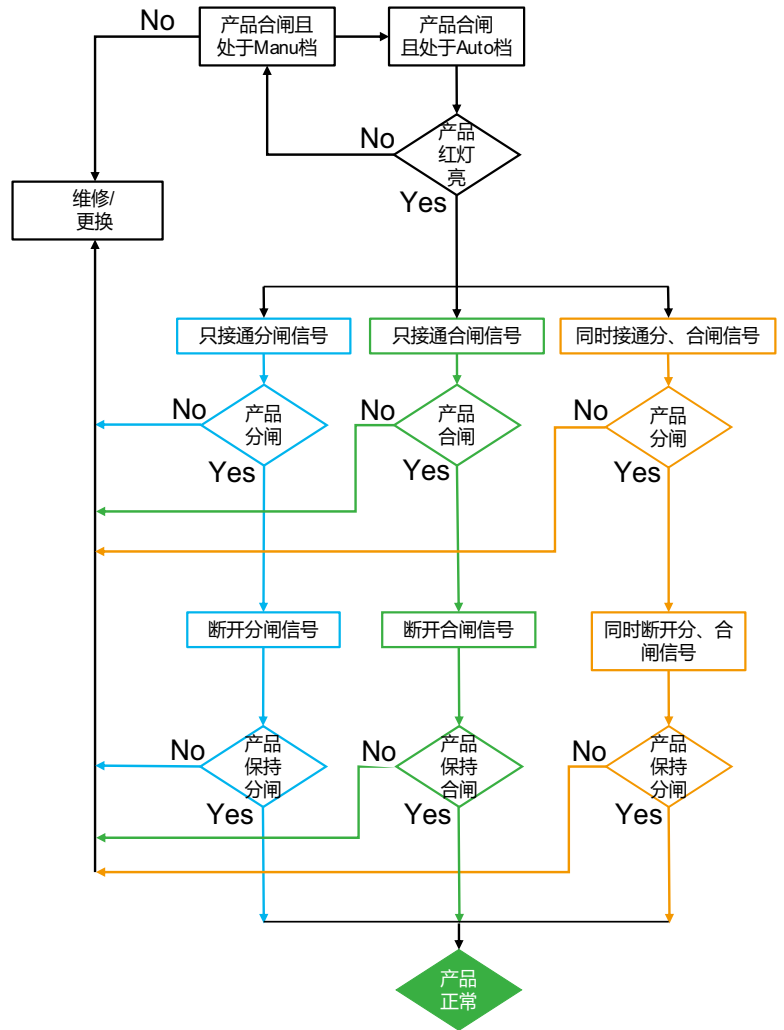 No
产品合闸且
处于Manu档
产品合闸
且处于Auto档
No
产品
红灯
亮
Yes
维修/
更换
只接通分闸信号
只接通合闸信号
同时接通分、合闸信号
No
产品
分闸
Yes
No
产品
合闸
Yes
No
产品
分闸
Yes
断开分闸信号
断开合闸信号
同时断开分、合
闸信号
No
产品
保持
分闸
Yes
No
产品
保持
合闸
Yes
No
产品
保持
分闸
Yes
产品
正常